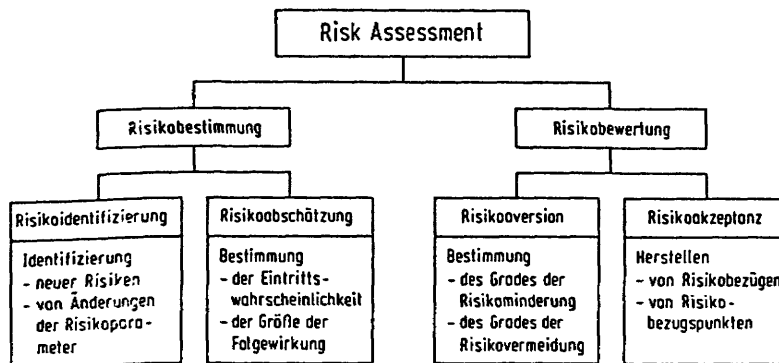 Risk Assessment
Risikobestimmung
Risikobewertung
Risikoidentifizierung
Identifizierung
- neuer Risiken
- von Änderungen
der Risikopara-
meter
Risikoabschätzung
Bestimmung
- der Eintritts-
wahrscheinlichkeit
- der Größe der
Folgewirkung
Risikoaversion
Bestimmung
- des Grades der
Risikominderung
- des Grades der
Risikovermeidung
Risikoakzeptanz
Herstellen
- von Risikobezügen
- von Risiko-
bezugspunkten